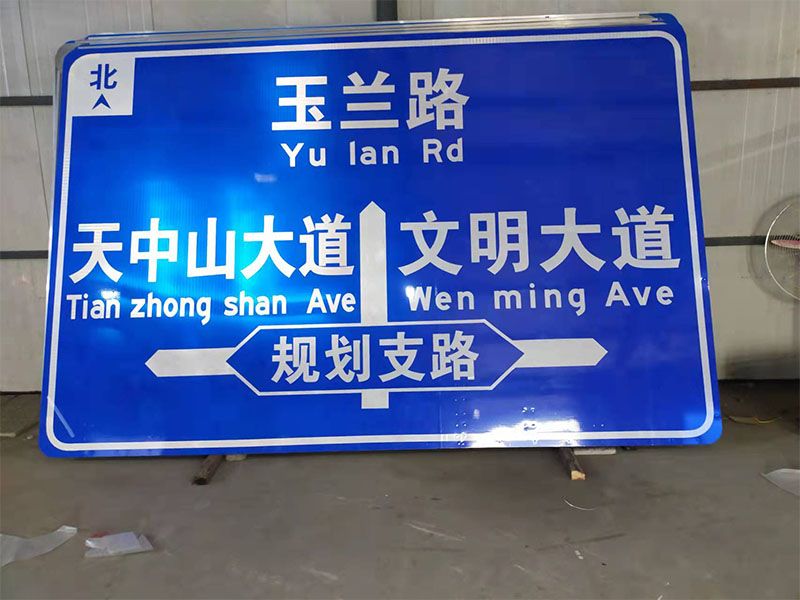 北
玉兰路
Yu lan Rd
天中山大道
Tian zhong shan Ave
文明大道
Wen ming Ave
规划支路